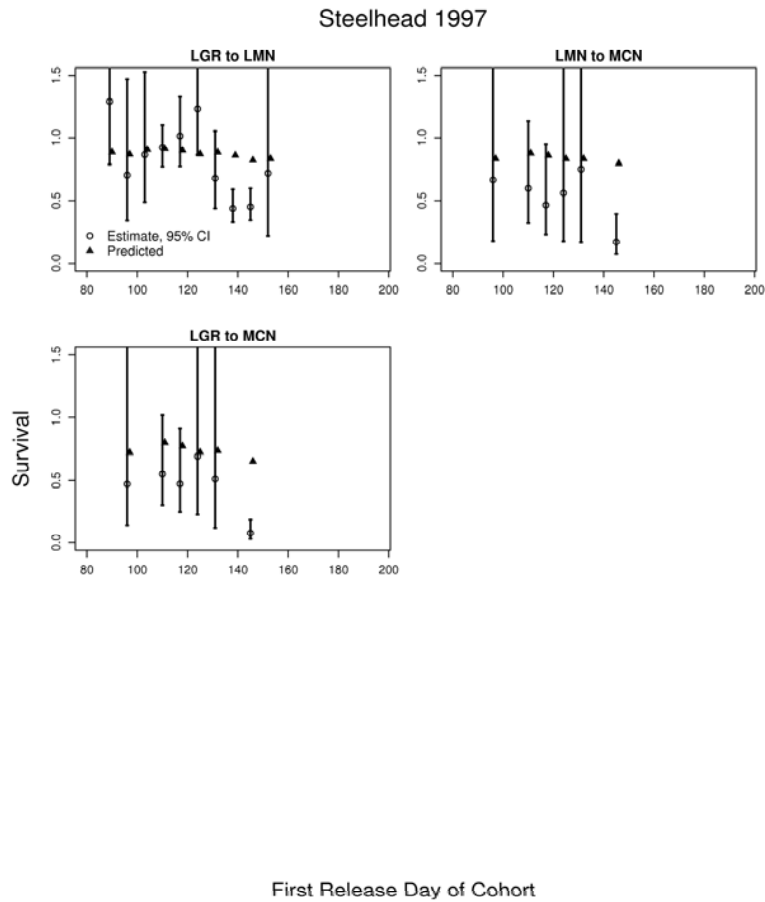 Steelhead 1997
LGR to LMN
1.5
1.0
0.5
0.0
Estimate, 95% CI
Predicted
80 100 120 140 160 180 200
LMN to MCN
1.5
1.0
0.5
0.0
80 100 120 140 160 180 200
LGR to MCN
Survival
1.5
1.0
0.5
0.0
80 100 120 140 160 180 200
First Release Day of Cohort